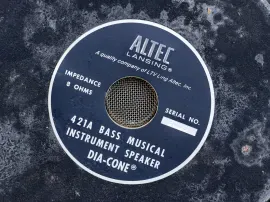 ALTEC
LANSING®
A quality company of LTV Ling Altec, Inc.
IMPEDANCE
8 OHMS
SERIAL NO.
421A BASS MUSICAL
INSTRUMENT SPEAKER
DIA-CONE®